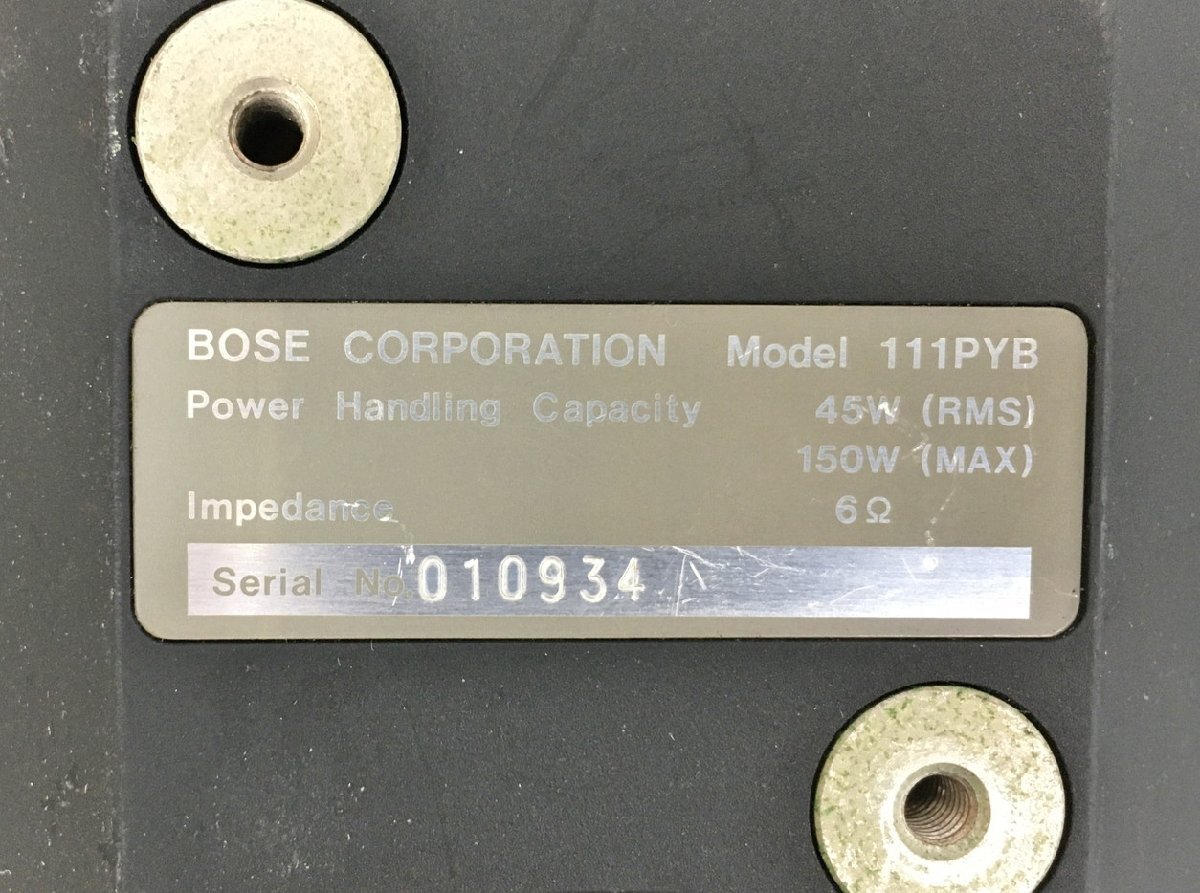 BOSE CORPORATION Model 111PYB
Power Handling Capacity 45W (RMS)
150W (MAX)
Impedance 6Ω
Serial No. 010934